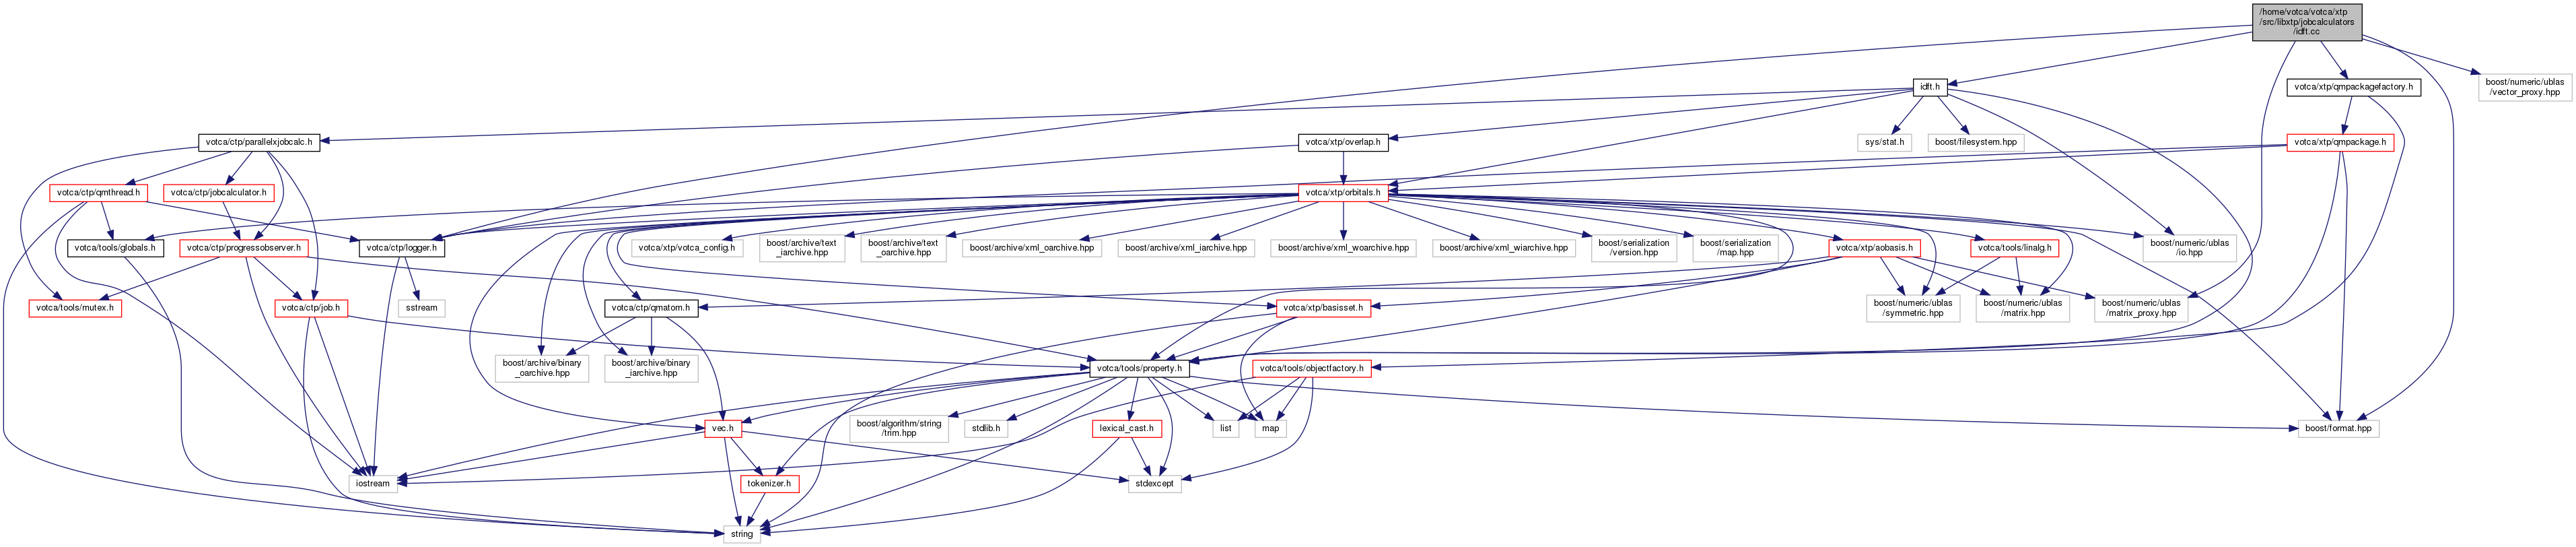 /home/votca/votca/xtp
/src/libxtp/jobcalculators
/idft.cc
idft.h
votca/xtp/qmpackagefactory.h
boost/numeric/ublas
/vector_proxy.hpp
votca/ctp/parallelxjobcalc.h
votca/xtp/overlap.h
sys/stat.h
boost/filesystem.hpp
votca/xtp/qmpackage.h
votca/ctp/qmthread.h
votca/ctp/jobcalculator.h
votca/xtp/orbitals.h
votca/tools/globals.h
votca/ctp/progressobserver.h
votca/ctp/logger.h
votca/xtp/votca_config.h
boost/archive/text
_iarchive.hpp
boost/archive/text
_oarchive.hpp
boost/archive/xml_oarchive.hpp
boost/archive/xml_iarchive.hpp
boost/archive/xml_woarchive.hpp
boost/archive/xml_wiarchive.hpp
boost/serialization
/version.hpp
boost/serialization
/map.hpp
votca/xtp/aobasis.h
votca/tools/linalg.h
boost/numeric/ublas
/io.hpp
votca/tools/mutex.h
votca/ctp/job.h
sstream
votca/ctp/qmatom.h
votca/xtp/basisset.h
boost/numeric/ublas
/symmetric.hpp
boost/numeric/ublas
/matrix.hpp
boost/numeric/ublas
/matrix_proxy.hpp
boost/archive/binary
_oarchive.hpp
boost/archive/binary
_iarchive.hpp
votca/tools/property.h
votca/tools/objectfactory.h
vec.h
boost/algorithm/string
/trim.hpp
stdlib.h
lexical_cast.h
list
map
boost/format.hpp
iostream
tokenizer.h
stdexcept
string